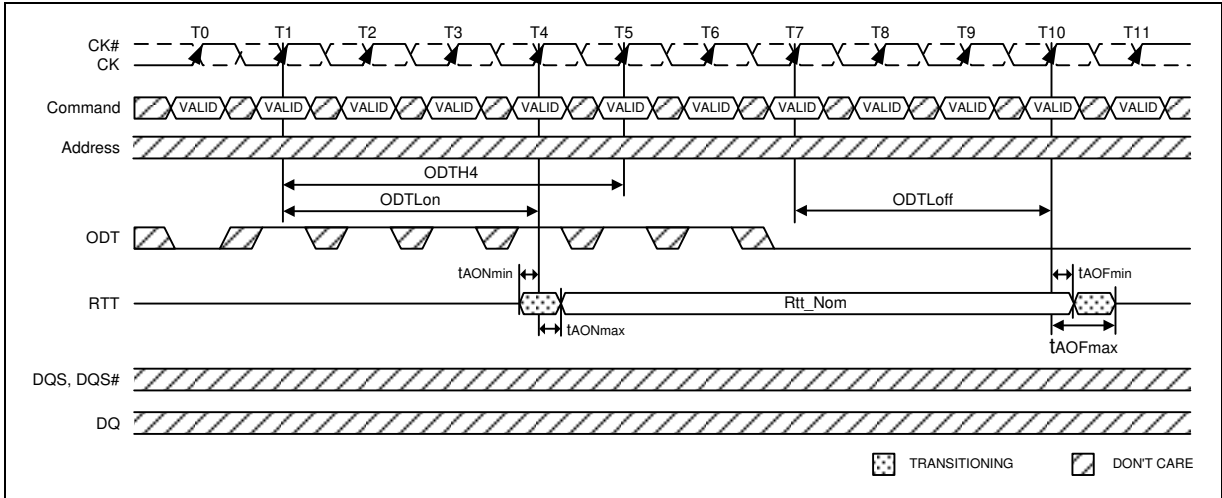 T0 T1 T2 T3 T4 T5 T6 T7 T8 T9 T10 T11
CK#
CK
Command VALID VALID VALID VALID VALID VALID VALID VALID VALID VALID VALID VALID
Address
ODTH4
ODTLon ODTLoff
ODT
tAONmin tAOFmin
RTT Rtt_Nom
tAONmax
tAOFmax
DQS, DQS#
DQ
TRANSITIONING DON'T CARE